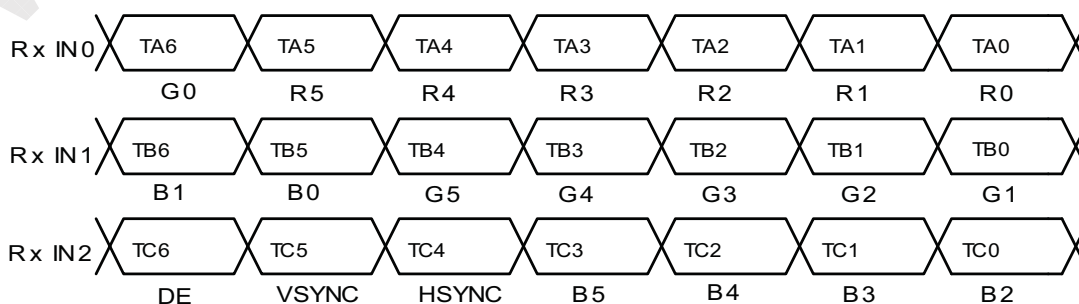 Rx IN0 TA6 TA5 TA4 TA3 TA2 TA1 TA0
G0 R5 R4 R3 R2 R1 R0
Rx IN1 TB6 TB5 TB4 TB3 TB2 TB1 TB0
B1 B0 G5 G4 G3 G2 G1
Rx IN2 TC6 TC5 TC4 TC3 TC2 TC1 TC0
DE VSYNC HSYNC B5 B4 B3 B2